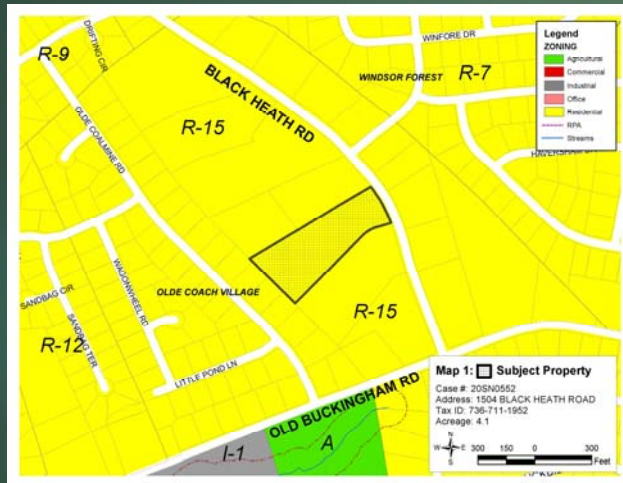 R-9
DRIFTING CIR
BLACK HEATH RD
WINFORE DR
WINDSOR FOREST
R-7
R-15
OLDE COALMINE RD
Legend
ZONING
Agricultural
Commercial
Industrial
Office
Residential
RPA
Streams
SANDBAG CIR
WAGONWHEEL RD
OLDE COACH VILLAGE
R-15
R-12
SANDBAG TER
LITTLE POND LN
OLD BUCKINGHAM RD
I-1
A
Map 1: Subject Property
Case #: 20SN0552
Address: 1504 BLACK HEATH ROAD
Tax ID: 736-711-1952
Acreage: 4.1
N
W E
S
300 150 0 300
Feet